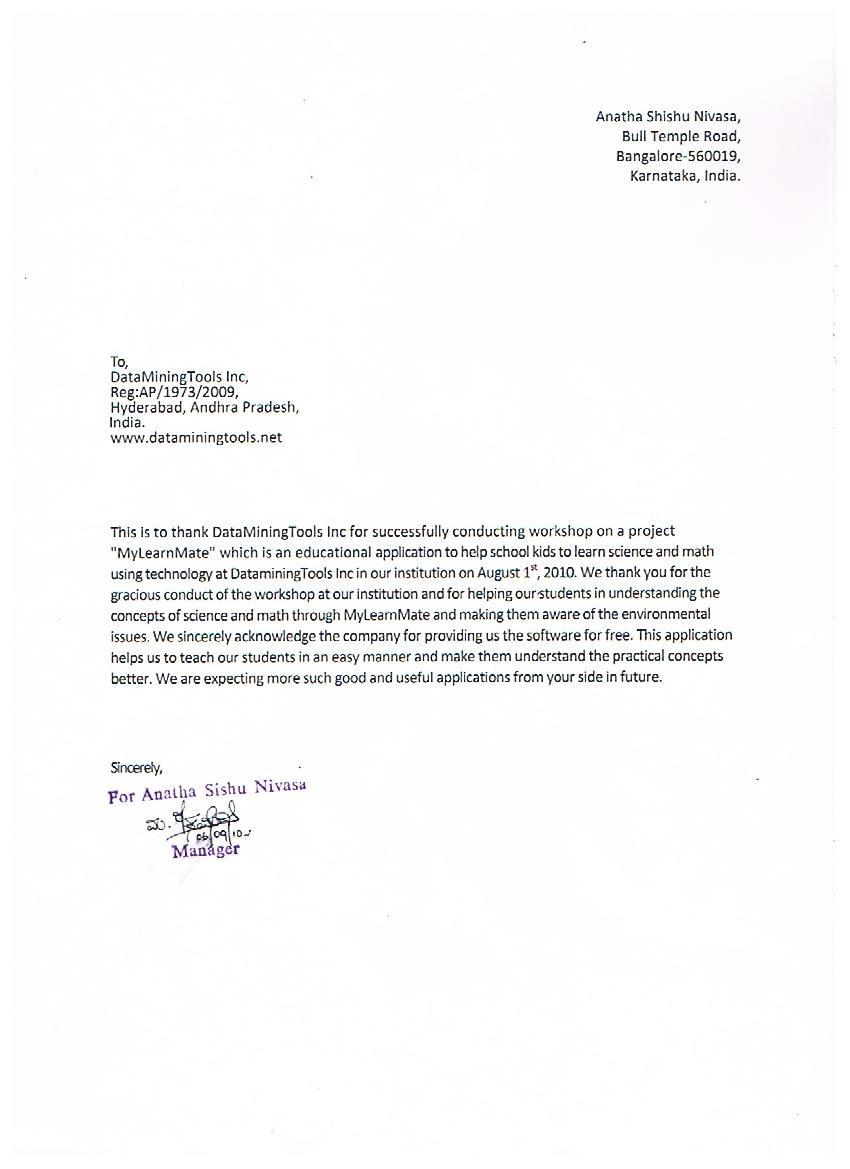 Anatha Shishu Nivasa,
Bull Temple Road,
Bangalore-560019,
Karnataka, India.
To,
DataMiningTools Inc,
Reg:AP/1973/2009,
Hyderabad, Andhra Pradesh,
India.
www.dataminingtools.net
This is to thank DataMiningTools Inc for successfully conducting workshop on a project
"MyLearnMate" which is an educational application to help school kids to learn science and math
using technology at DataminingTools Inc in our institution on August 1st, 2010. We thank you for the
gracious conduct of the workshop at our institution and for helping our students in understanding the
concepts of science and math through MyLearnMate and making them aware of the environmental
issues. We sincerely acknowledge the company for providing us the software for free. This application
helps us to teach our students in an easy manner and make them understand the practical concepts
better. We are expecting more such good and useful applications from your side in future.
Sincerely,
For Anatha Sishu Nivasa
06/09/10
Manager